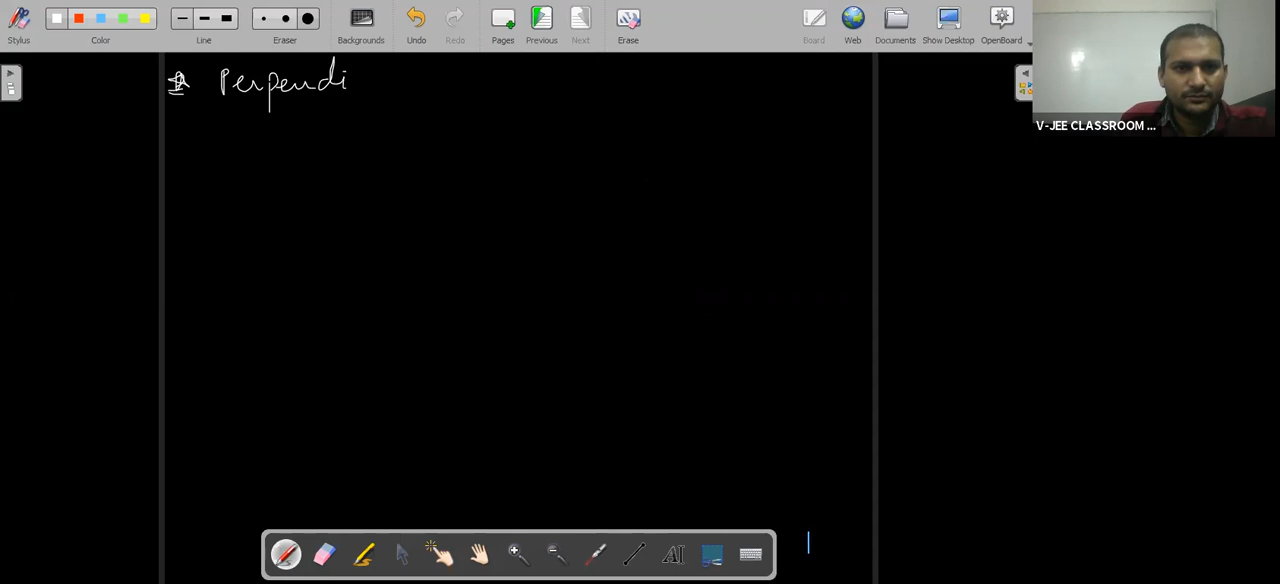 Stylus Color Line Eraser Backgrounds Undo Redo Pages Previous Next Erase Board Web Documents Show Desktop OpenBoard
Perpendi
V-JEE CLASSROOM ...
AI